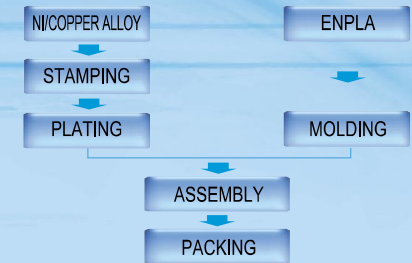 NI/COPPER ALLOY
ENPLA
STAMPING
PLATING
MOLDING
ASSEMBLY
PACKING